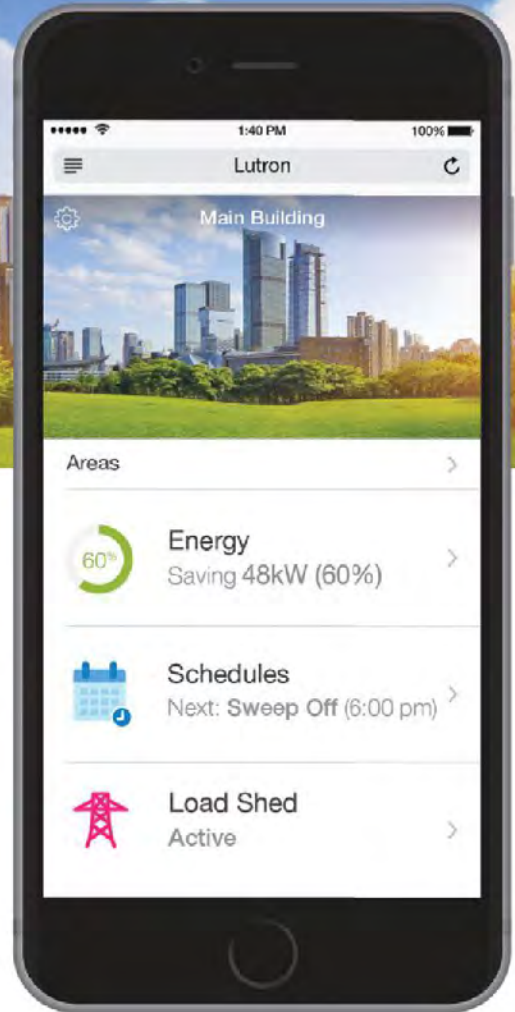 1:40 PM
100%
Lutron
Main Building
Areas
60%
Energy
Saving 48kW (60%)
Schedules
Next: Sweep Off (6:00 pm)
Load Shed
Active